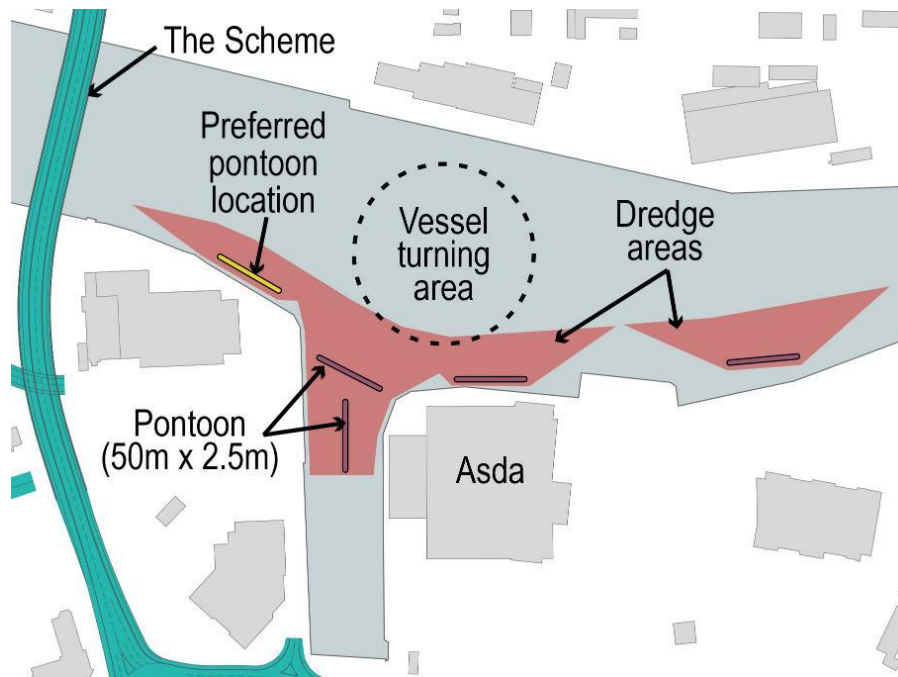 The Scheme
Preferred
pontoon
location
Vessel
turning
area
Dredge
areas
Pontoon
(50m x 2.5m)
Asda